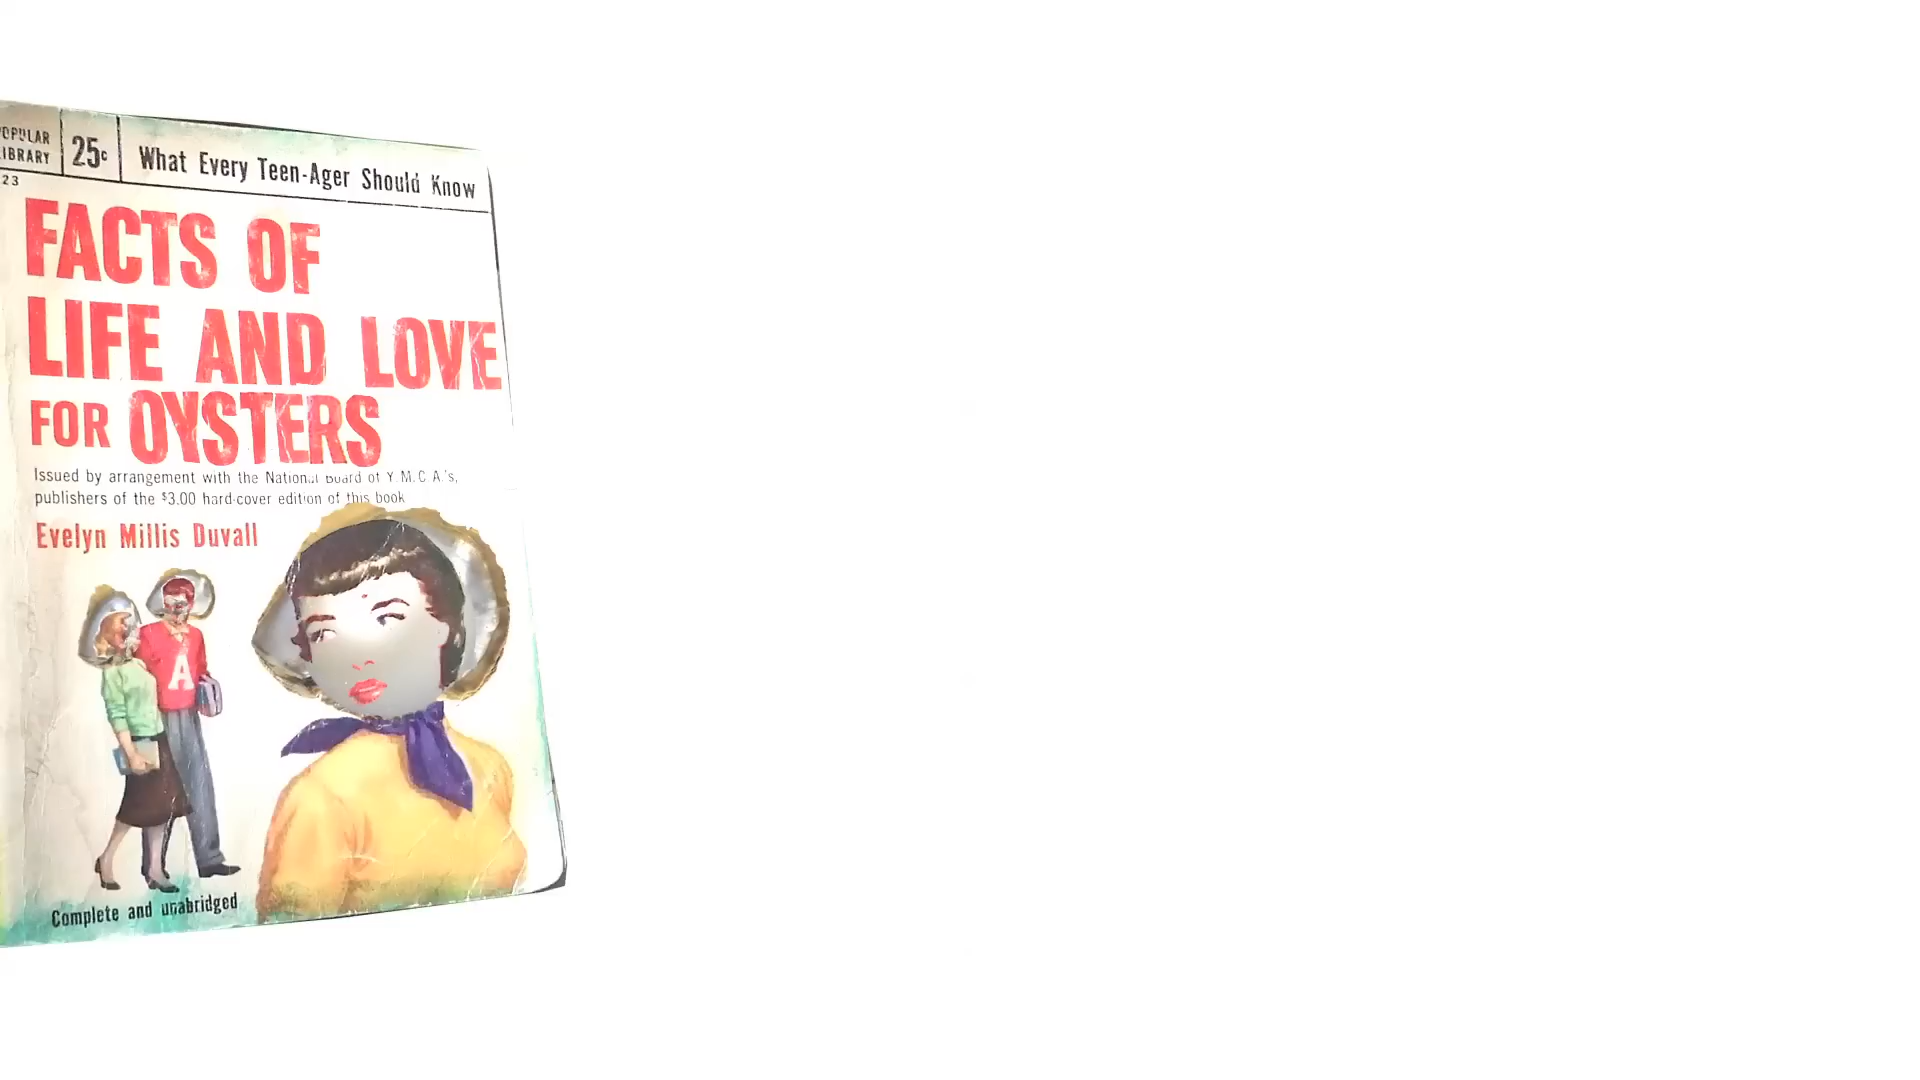 POPULAR
LIBRARY
25c
What Every Teen-Ager Should Know
23
FACTS OF
LIFE AND LOVE
FOR OYSTERS
Issued by arrangement with the National Board of Y.M.C.A.'s,
publishers of the $3.00 hard-cover edition of this book
Evelyn Millis Duvall
A
Complete and unabridged